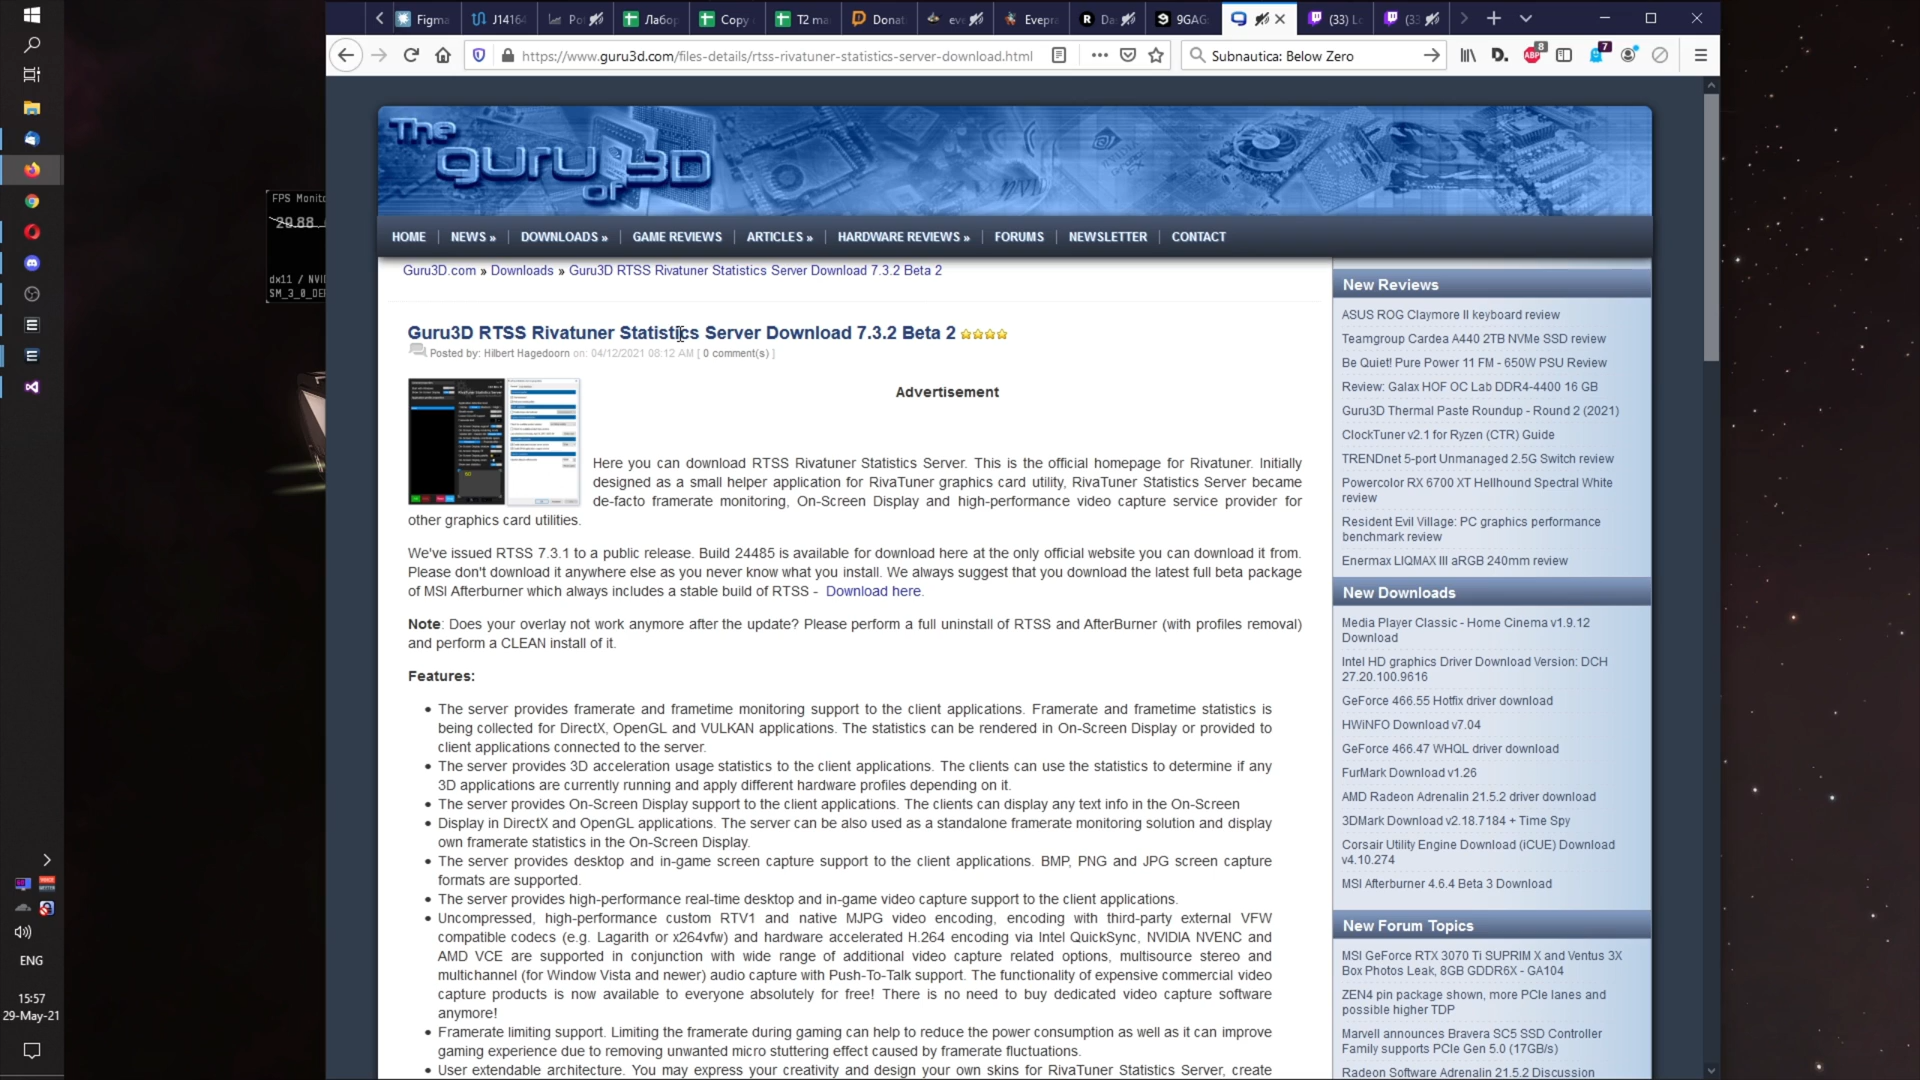 Figma
J14164
Лабор
Copy
T2 ma
Donat
eve
Evepra
Da
9GAG
(33) L
(33
https://www.guru3d.com/files-details/rtss-rivatuner-statistics-server-download.html
Subnautica: Below Zero
8
7
FPS Monito
29.88
dx11 / NVI
SM_3_0_DE
The guru of 3D
HOME
NEWS »
DOWNLOADS »
GAME REVIEWS
ARTICLES »
HARDWARE REVIEWS »
FORUMS
NEWSLETTER
CONTACT
Guru3D.com » Downloads » Guru3D RTSS Rivatuner Statistics Server Download 7.3.2 Beta 2
Guru3D RTSS Rivatuner Statistics Server Download 7.3.2 Beta 2
Posted by: Hilbert Hagedoorn on: 04/12/2021 08:12 AM [ 0 comment(s) ]
Advertisement
Here you can download RTSS Rivatuner Statistics Server. This is the official homepage for Rivatuner. Initially
designed as a small helper application for RivaTuner graphics card utility, RivaTuner Statistics Server became
de-facto framerate monitoring, On-Screen Display and high-performance video capture service provider for
other graphics card utilities.
We've issued RTSS 7.3.1 to a public release. Build 24485 is available for download here at the only official website you can download it from.
Please don't download it anywhere else as you never know what you install. We always suggest that you download the latest full beta package
of MSI Afterburner which always includes a stable build of RTSS - Download here.
Note: Does your overlay not work anymore after the update? Please perform a full uninstall of RTSS and AfterBurner (with profiles removal)
and perform a CLEAN install of it.
Features:
The server provides framerate and frametime monitoring support to the client applications. Framerate and frametime statistics is
being collected for DirectX, OpenGL and VULKAN applications. The statistics can be rendered in On-Screen Display or provided to
client applications connected to the server.
The server provides 3D acceleration usage statistics to the client applications. The clients can use the statistics to determine if any
3D applications are currently running and apply different hardware profiles depending on it.
The server provides On-Screen Display support to the client applications. The clients can display any text info in the On-Screen
Display in DirectX and OpenGL applications. The server can be also used as a standalone framerate monitoring solution and display
own framerate statistics in the On-Screen Display.
The server provides desktop and in-game screen capture support to the client applications. BMP, PNG and JPG screen capture
formats are supported.
The server provides high-performance real-time desktop and in-game video capture support to the client applications.
Uncompressed, high-performance custom RTV1 and native MJPG video encoding, encoding with third-party external VFW
compatible codecs (e.g. Lagarith or x264vfw) and hardware accelerated H.264 encoding via Intel QuickSync, NVIDIA NVENC and
AMD VCE are supported in conjunction with wide range of additional video capture related options, multisource stereo and
multichannel (for Window Vista and newer) audio capture with Push-To-Talk support. The functionality of expensive commercial video
capture products is now available to everyone absolutely for free! There is no need to buy dedicated video capture software
anymore!
Framerate limiting support. Limiting the framerate during gaming can help to reduce the power consumption as well as it can improve
gaming experience due to removing unwanted micro stuttering effect caused by framerate fluctuations.
User extendable architecture. You may express your creativity and design your own skins for RivaTuner Statistics Server, create
New Reviews
ASUS ROG Claymore II keyboard review
Teamgroup Cardea A440 2TB NVMe SSD review
Be Quiet! Pure Power 11 FM - 650W PSU Review
Review: Galax HOF OC Lab DDR4-4400 16 GB
Guru3D Thermal Paste Roundup - Round 2 (2021)
ClockTuner v2.1 for Ryzen (CTR) Guide
TRENDnet 5-port Unmanaged 2.5G Switch review
Powercolor RX 6700 XT Hellhound Spectral White
review
Resident Evil Village: PC graphics performance
benchmark review
Enermax LIQMAX III aRGB 240mm review
New Downloads
Media Player Classic - Home Cinema v1.9.12
Download
Intel HD graphics Driver Download Version: DCH
27.20.100.9616
GeForce 466.55 Hotfix driver download
HWiNFO Download v7.04
GeForce 466.47 WHQL driver download
FurMark Download v1.26
AMD Radeon Adrenalin 21.5.2 driver download
3DMark Download v2.18.7184 + Time Spy
Corsair Utility Engine Download (iCUE) Download
v4.10.274
MSI Afterburner 4.6.4 Beta 3 Download
New Forum Topics
MSI GeForce RTX 3070 Ti SUPRIM X and Ventus 3X
Box Photos Leak, 8GB GDDR6X - GA104
ZEN4 pin package shown, more PCIe lanes and
possible higher TDP
Marvell announces Bravera SC5 SSD Controller
Family supports PCIe Gen 5.0 (17GB/s)
Radeon Software Adrenalin 21.5.2 Discussion
ENG
15:57
29-May-21